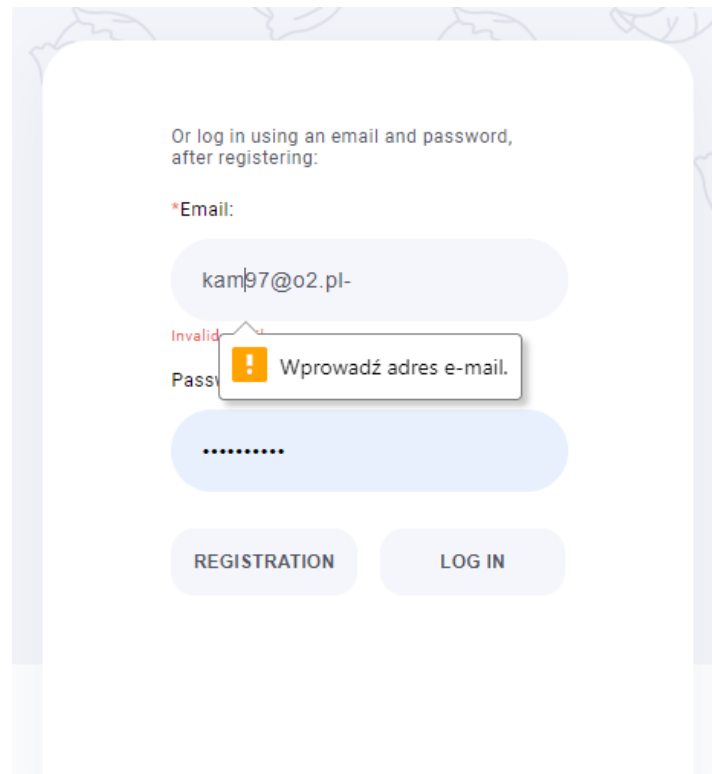 Or log in using an email and password,
after registering:
*Email:
kam97@o2.pl-
Invalid
Wprowadź adres e-mail.
REGISTRATION LOG IN